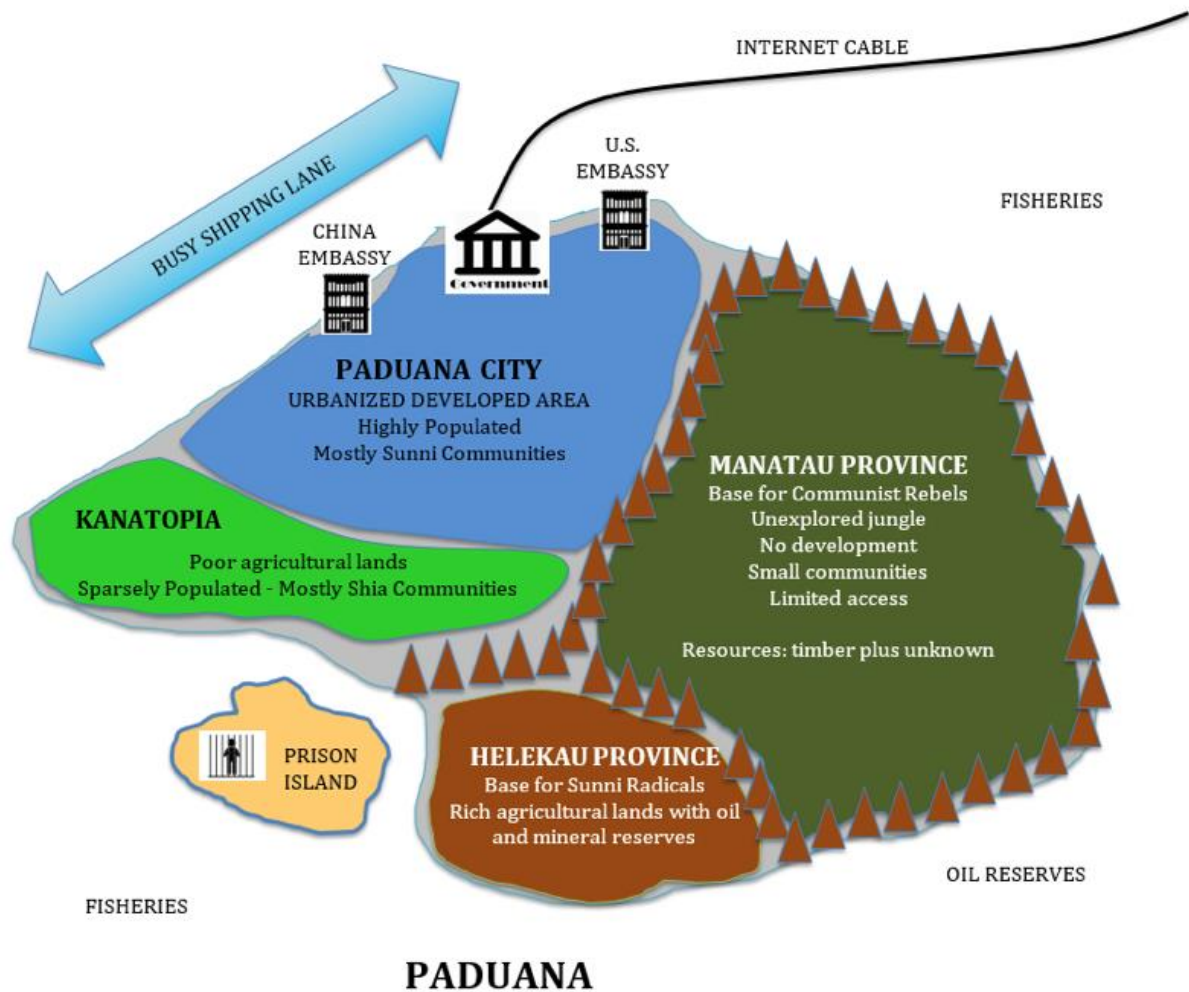 INTERNET CABLE
U.S.
EMBASSY
BUSY SHIPPING LANE
FISHERIES
CHINA
EMBASSY
Government
PADUANA CITY
URBANIZED DEVELOPED AREA
Highly Populated
Mostly Sunni Communities
MANATAU PROVINCE
Base for Communist Rebels
Unexplored jungle
No development
Small communities
Limited access
Resources: timber plus unknown
KANATOPIA
Poor agricultural lands
Sparsely Populated - Mostly Shia Communities
PRISON
ISLAND
HELEKAU PROVINCE
Base for Sunni Radicals
Rich agricultural lands with oil
and mineral reserves
OIL RESERVES
FISHERIES
PADUANA